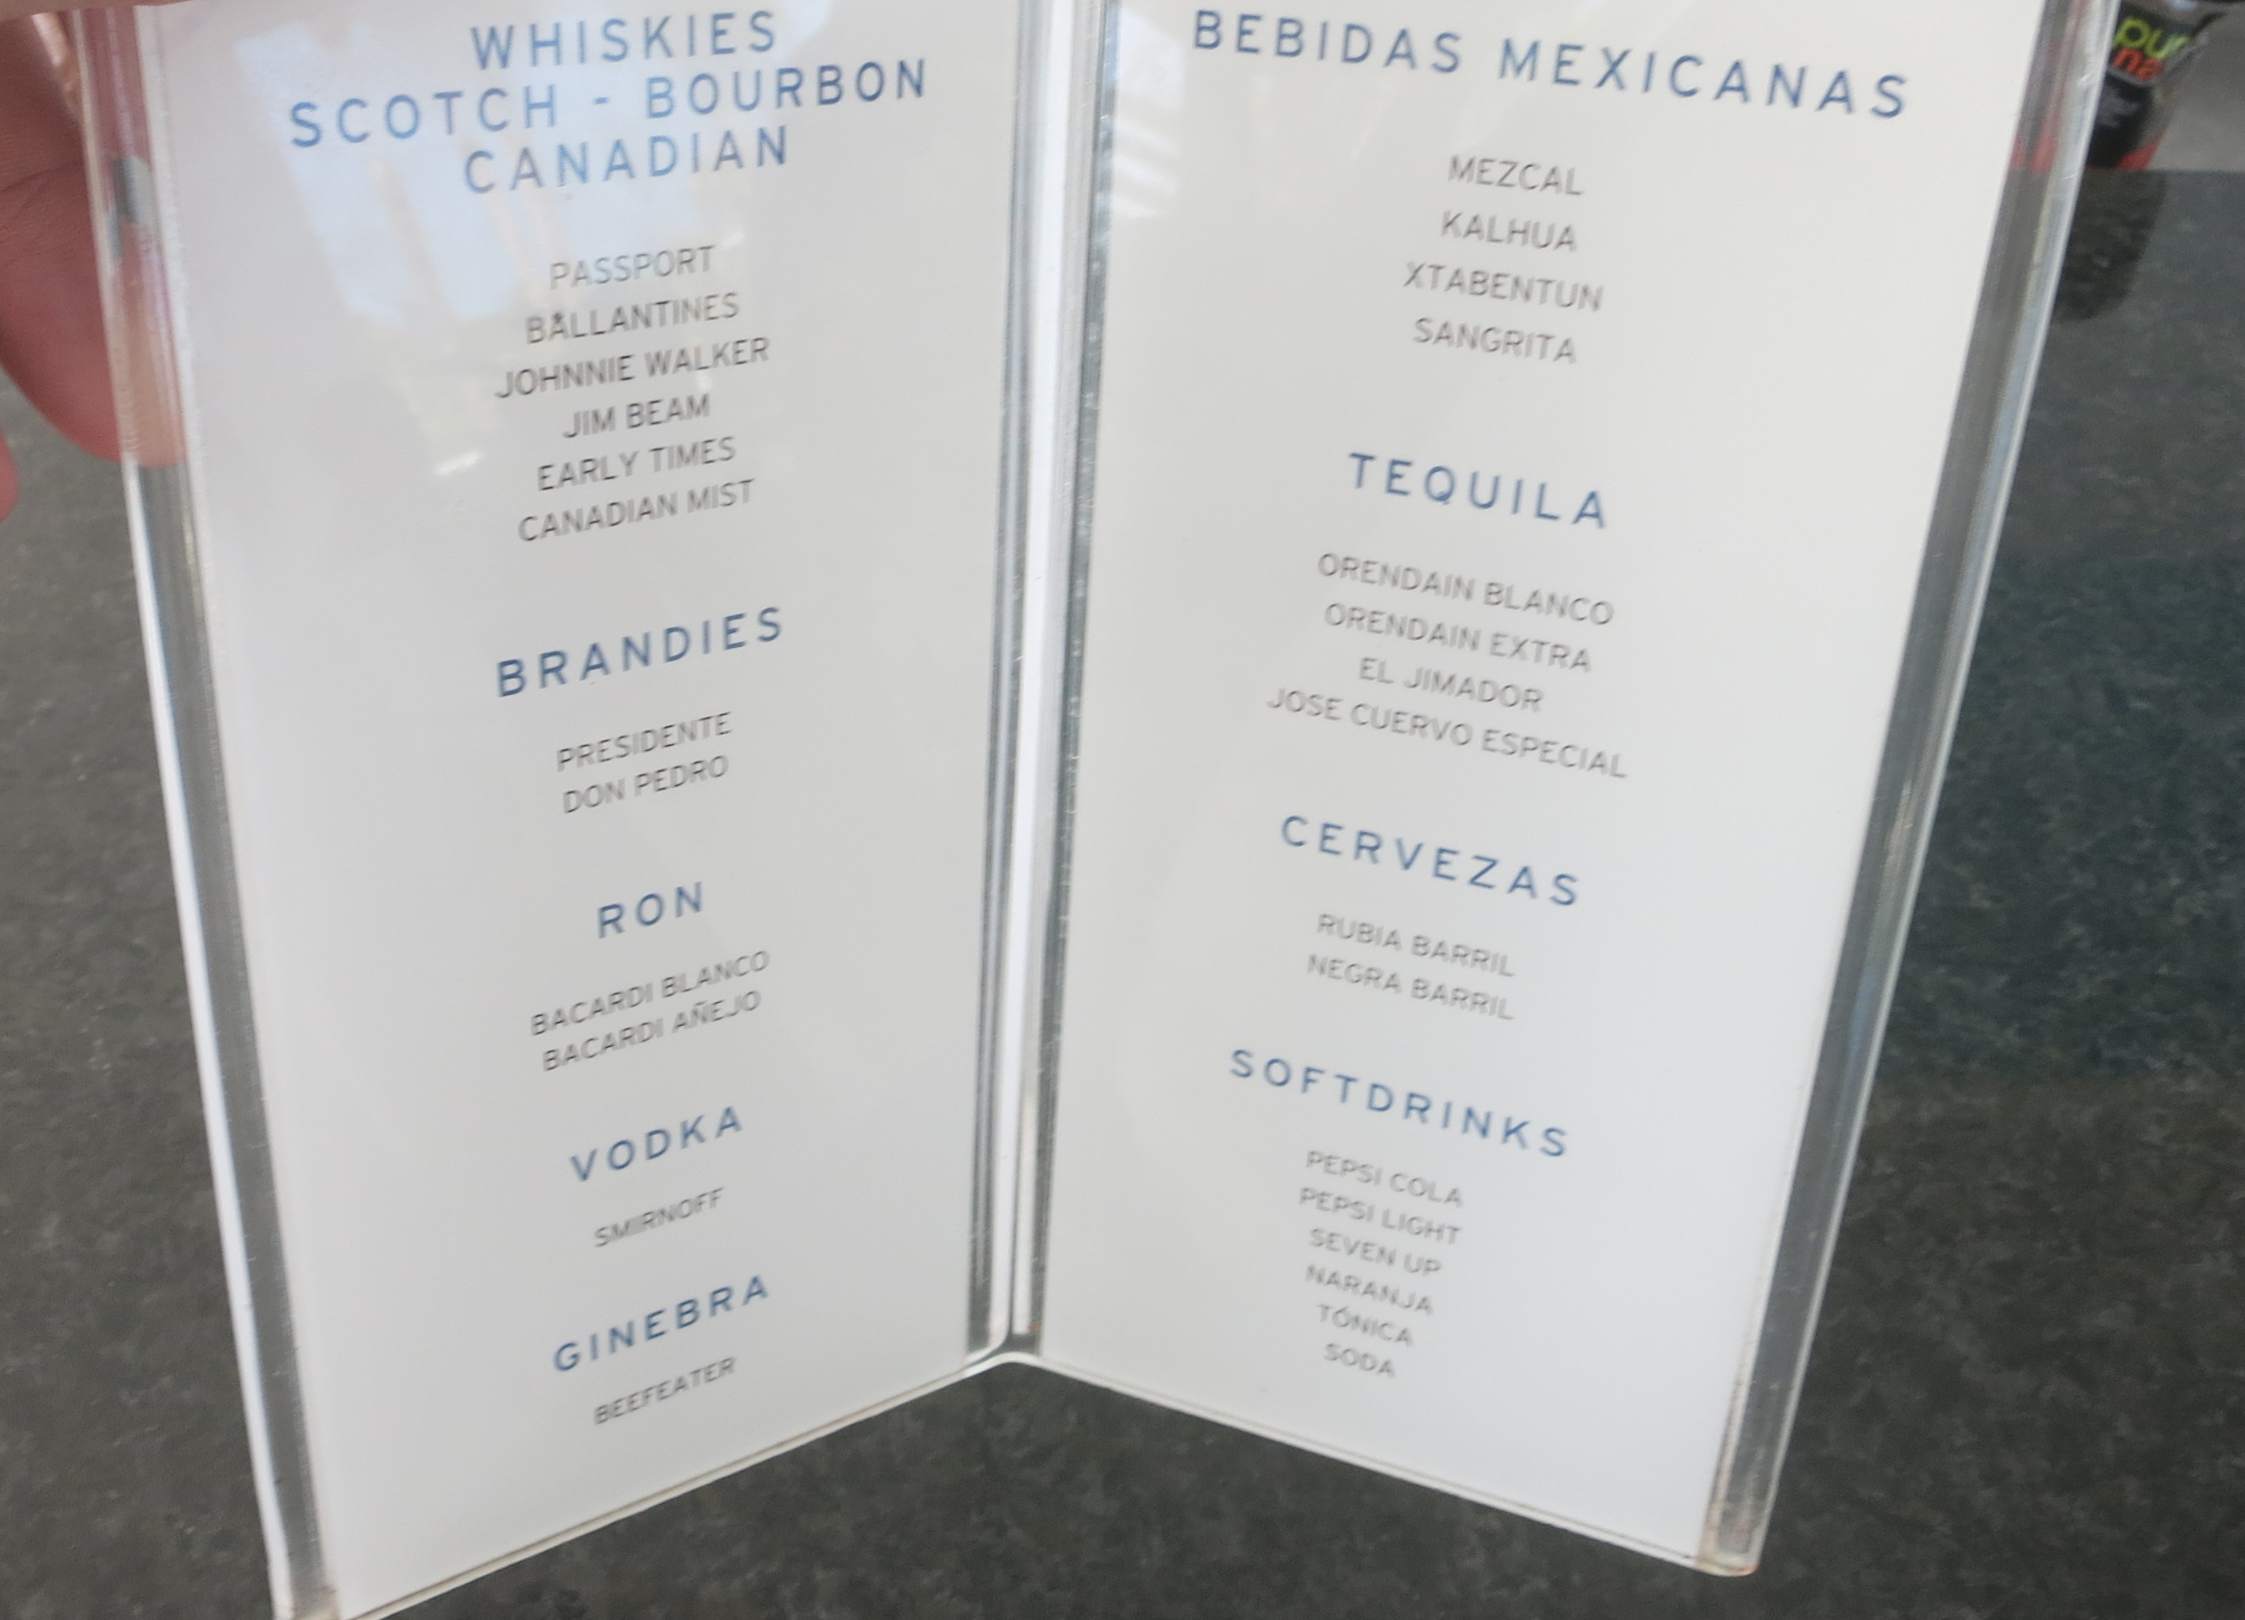 WHISKIES
SCOTCH - BOURBON
CANADIAN
PASSPORT
BALLANTINES
JOHNNIE WALKER
JIM BEAM
EARLY TIMES
CANADIAN MIST
BRANDIES
PRESIDENTE
DON PEDRO
RON
BACARDI BLANCO
BACARDI AÑEJO
VODKA
SMIRNOFF
GINEBRA
BEEFEATER
BEBIDAS MEXICANAS
MEZCAL
KALHUA
XTABENTUN
SANGRITA
TEQUILA
ORENDAIN BLANCO
ORENDAIN EXTRA
EL JIMADOR
JOSE CUERVO ESPECIAL
CERVEZAS
RUBIA BARRIL
NEGRA BARRIL
SOFTDRINKS
PEPSI COLA
PEPSI LIGHT
SEVEN UP
NARANJA
TÓNICA
SODA